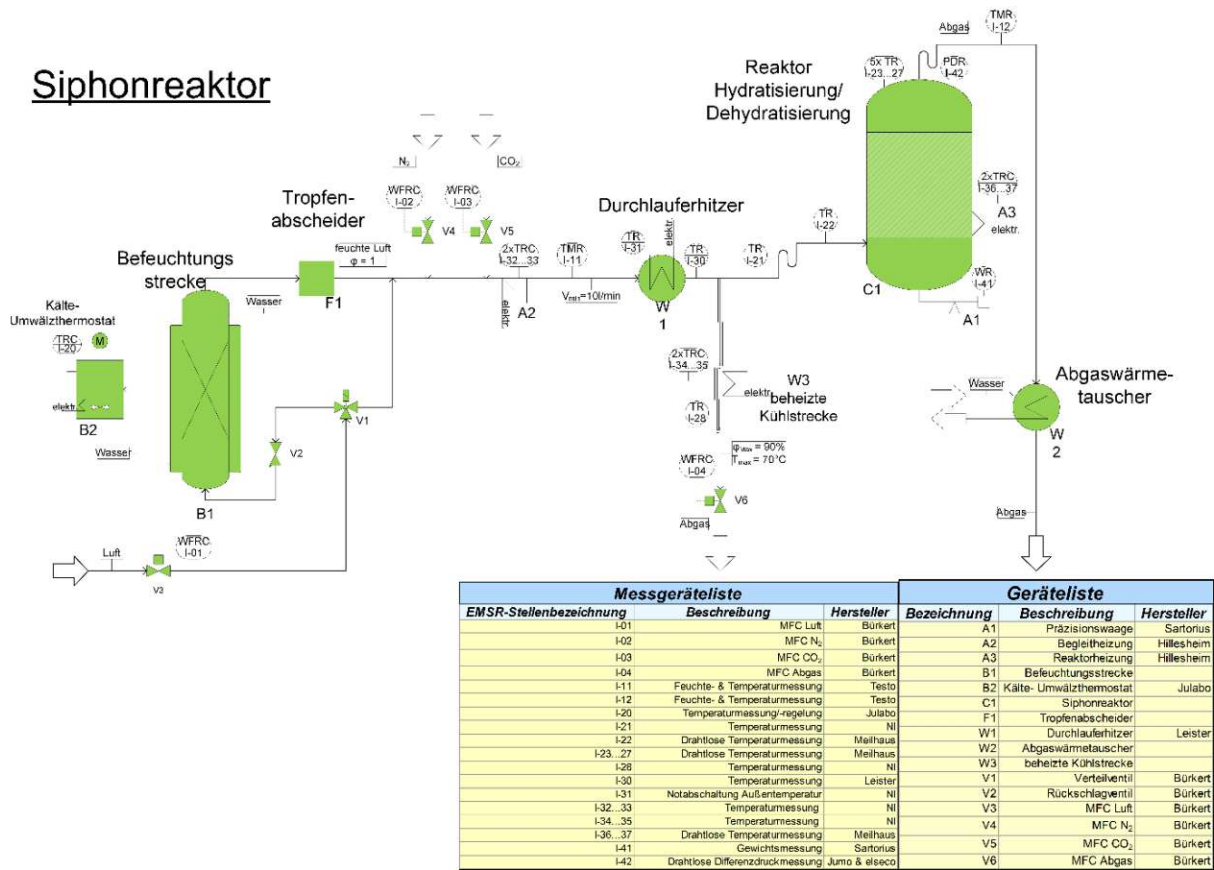 Siphonreaktor
Reaktor
Hydratisierung/
Dehydratisierung
Abgas
TMR
I-12
5x TR
I-23...27
PDR
I-42
N₂
CO₂
WFRC
I-02
V4
WFRC
I-03
V5
Tropfen-
abscheider
feuchte Luft
φ = 1
F1
2xTRC
I-32...33
elektr.
A2
TMR
I-11
V̇min=10l/min
Durchlauferhitzer
TR
I-31
elektr.
TR
I-30
W
1
TR
I-21
TR
I-22
2xTRC
I-36...37
A3
elektr.
C1
WR
I-41
A1
Befeuchtungs
strecke
Wasser
Kälte-
Umwälzthermostat
TRC
I-20
M
elektr.
B2
Wasser
B1
V1
V2
2xTRC
I-34...35
elektr.
W3
beheizte
Kühlstrecke
TR
I-28
φMax = 90%
Tmax = 70°C
WFRC
I-04
V6
Abgas
Wasser
Abgaswärme-
tauscher
W
2
Abgas
Luft
WFRC
I-01
V3
Messgeräteliste
EMSR-Stellenbezeichnung Beschreibung Hersteller
I-01 MFC Luft Bürkert
I-02 MFC N₂ Bürkert
I-03 MFC CO₂ Bürkert
I-04 MFC Abgas Bürkert
I-11 Feuchte- & Temperaturmessung Testo
I-12 Feuchte- & Temperaturmessung Testo
I-20 Temperaturmessung/-regelung Julabo
I-21 Temperaturmessung NI
I-22 Drahtlose Temperaturmessung Meilhaus
I-23...27 Drahtlose Temperaturmessung Meilhaus
I-28 Temperaturmessung NI
I-30 Temperaturmessung Leister
I-31 Notabschaltung Außentemperatur NI
I-32...33 Temperaturmessung NI
I-34...35 Temperaturmessung NI
I-36...37 Drahtlose Temperaturmessung Meilhaus
I-41 Gewichtsmessung Sartorius
I-42 Drahtlose Differenzdruckmessung Jumo & elseco
Geräteliste
Bezeichnung Beschreibung Hersteller
A1 Präzisionswaage Sartorius
A2 Begleitheizung Hillesheim
A3 Reaktorheizung Hillesheim
B1 Befeuchtungsstrecke
B2 Kälte- Umwälzthermostat Julabo
C1 Siphonreaktor
F1 Tropfenabscheider
W1 Durchlauferhitzer Leister
W2 Abgaswärmetauscher
W3 beheizte Kühlstrecke
V1 Verteilventil Bürkert
V2 Rückschlagventil Bürkert
V3 MFC Luft Bürkert
V4 MFC N₂ Bürkert
V5 MFC CO₂ Bürkert
V6 MFC Abgas Bürkert